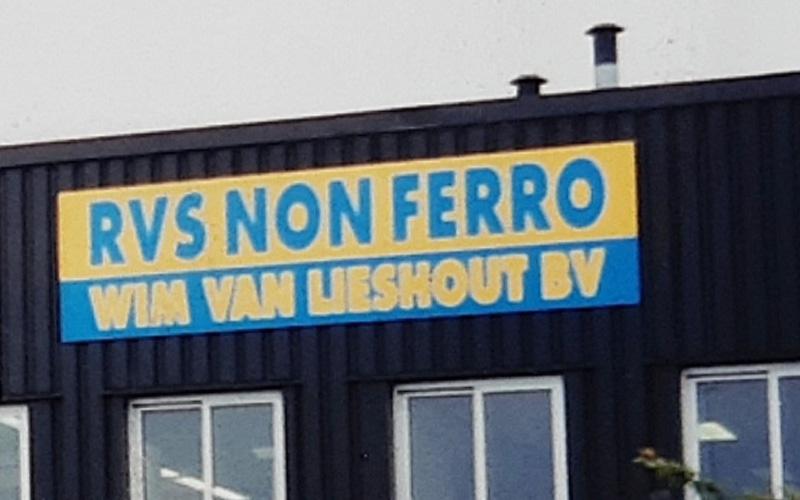 RVS NON FERRO
WIM VAN LIESHOUT BV